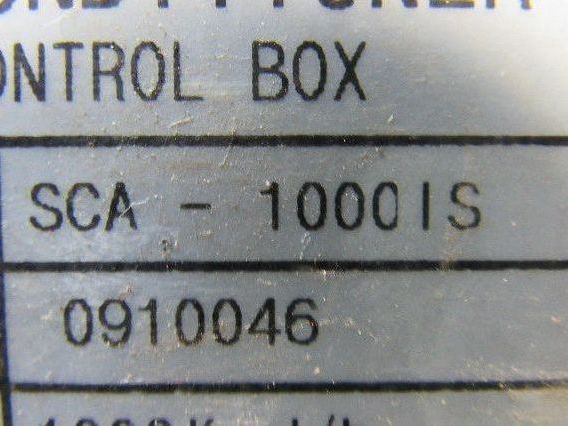 ONTROL BOX
SCA - 1000IS
0910046